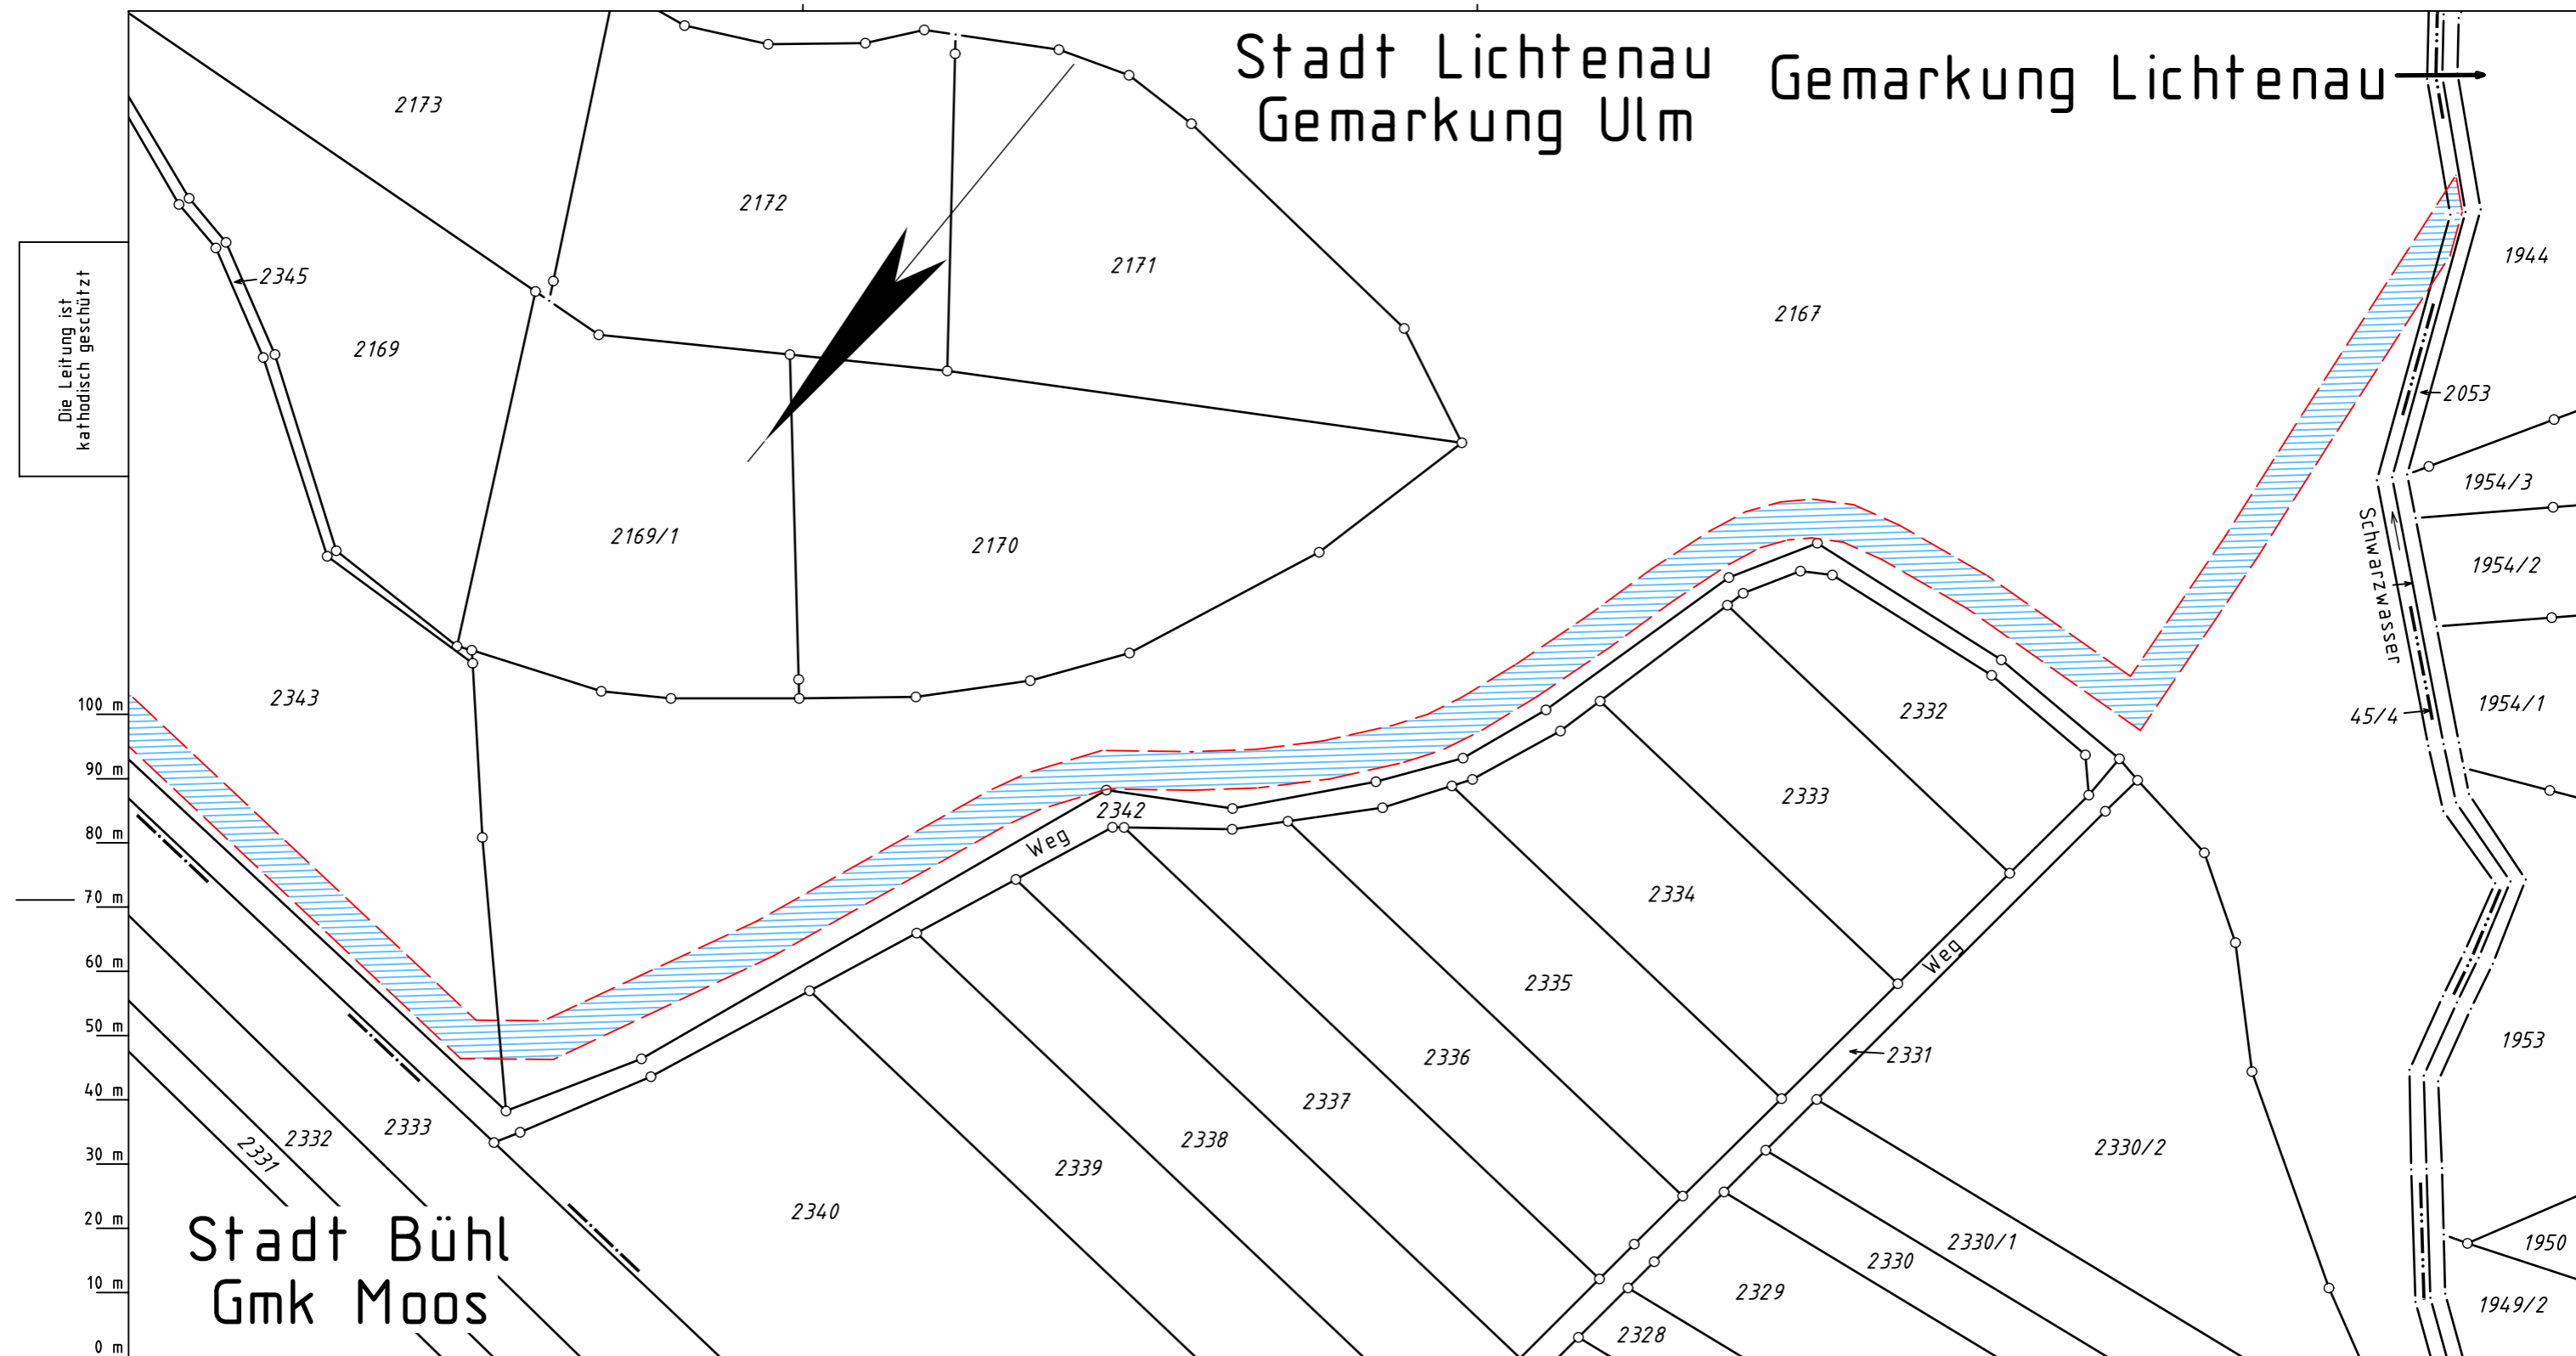 Stadt Lichtenau
Gemarkung Ulm
Gemarkung Lichtenau
2173
2172
2171
2167
1944
2345
2169
Die Leitung ist
kathodisch geschützt
2053
1954/3
2169/1
2170
1954/2
Schwarzwasser
2343
100 m
2332
1954/1
45/4
90 m
2333
2342
80 m
Weg
2334
70 m
Weg
60 m
2335
50 m
2336
2331
1953
40 m
2337
2333
2332
2331
2338
2330/2
30 m
2339
2340
20 m
2330/1
1950
Stadt Bühl
Gmk Moos
2330
10 m
2329
1949/2
2328
0 m